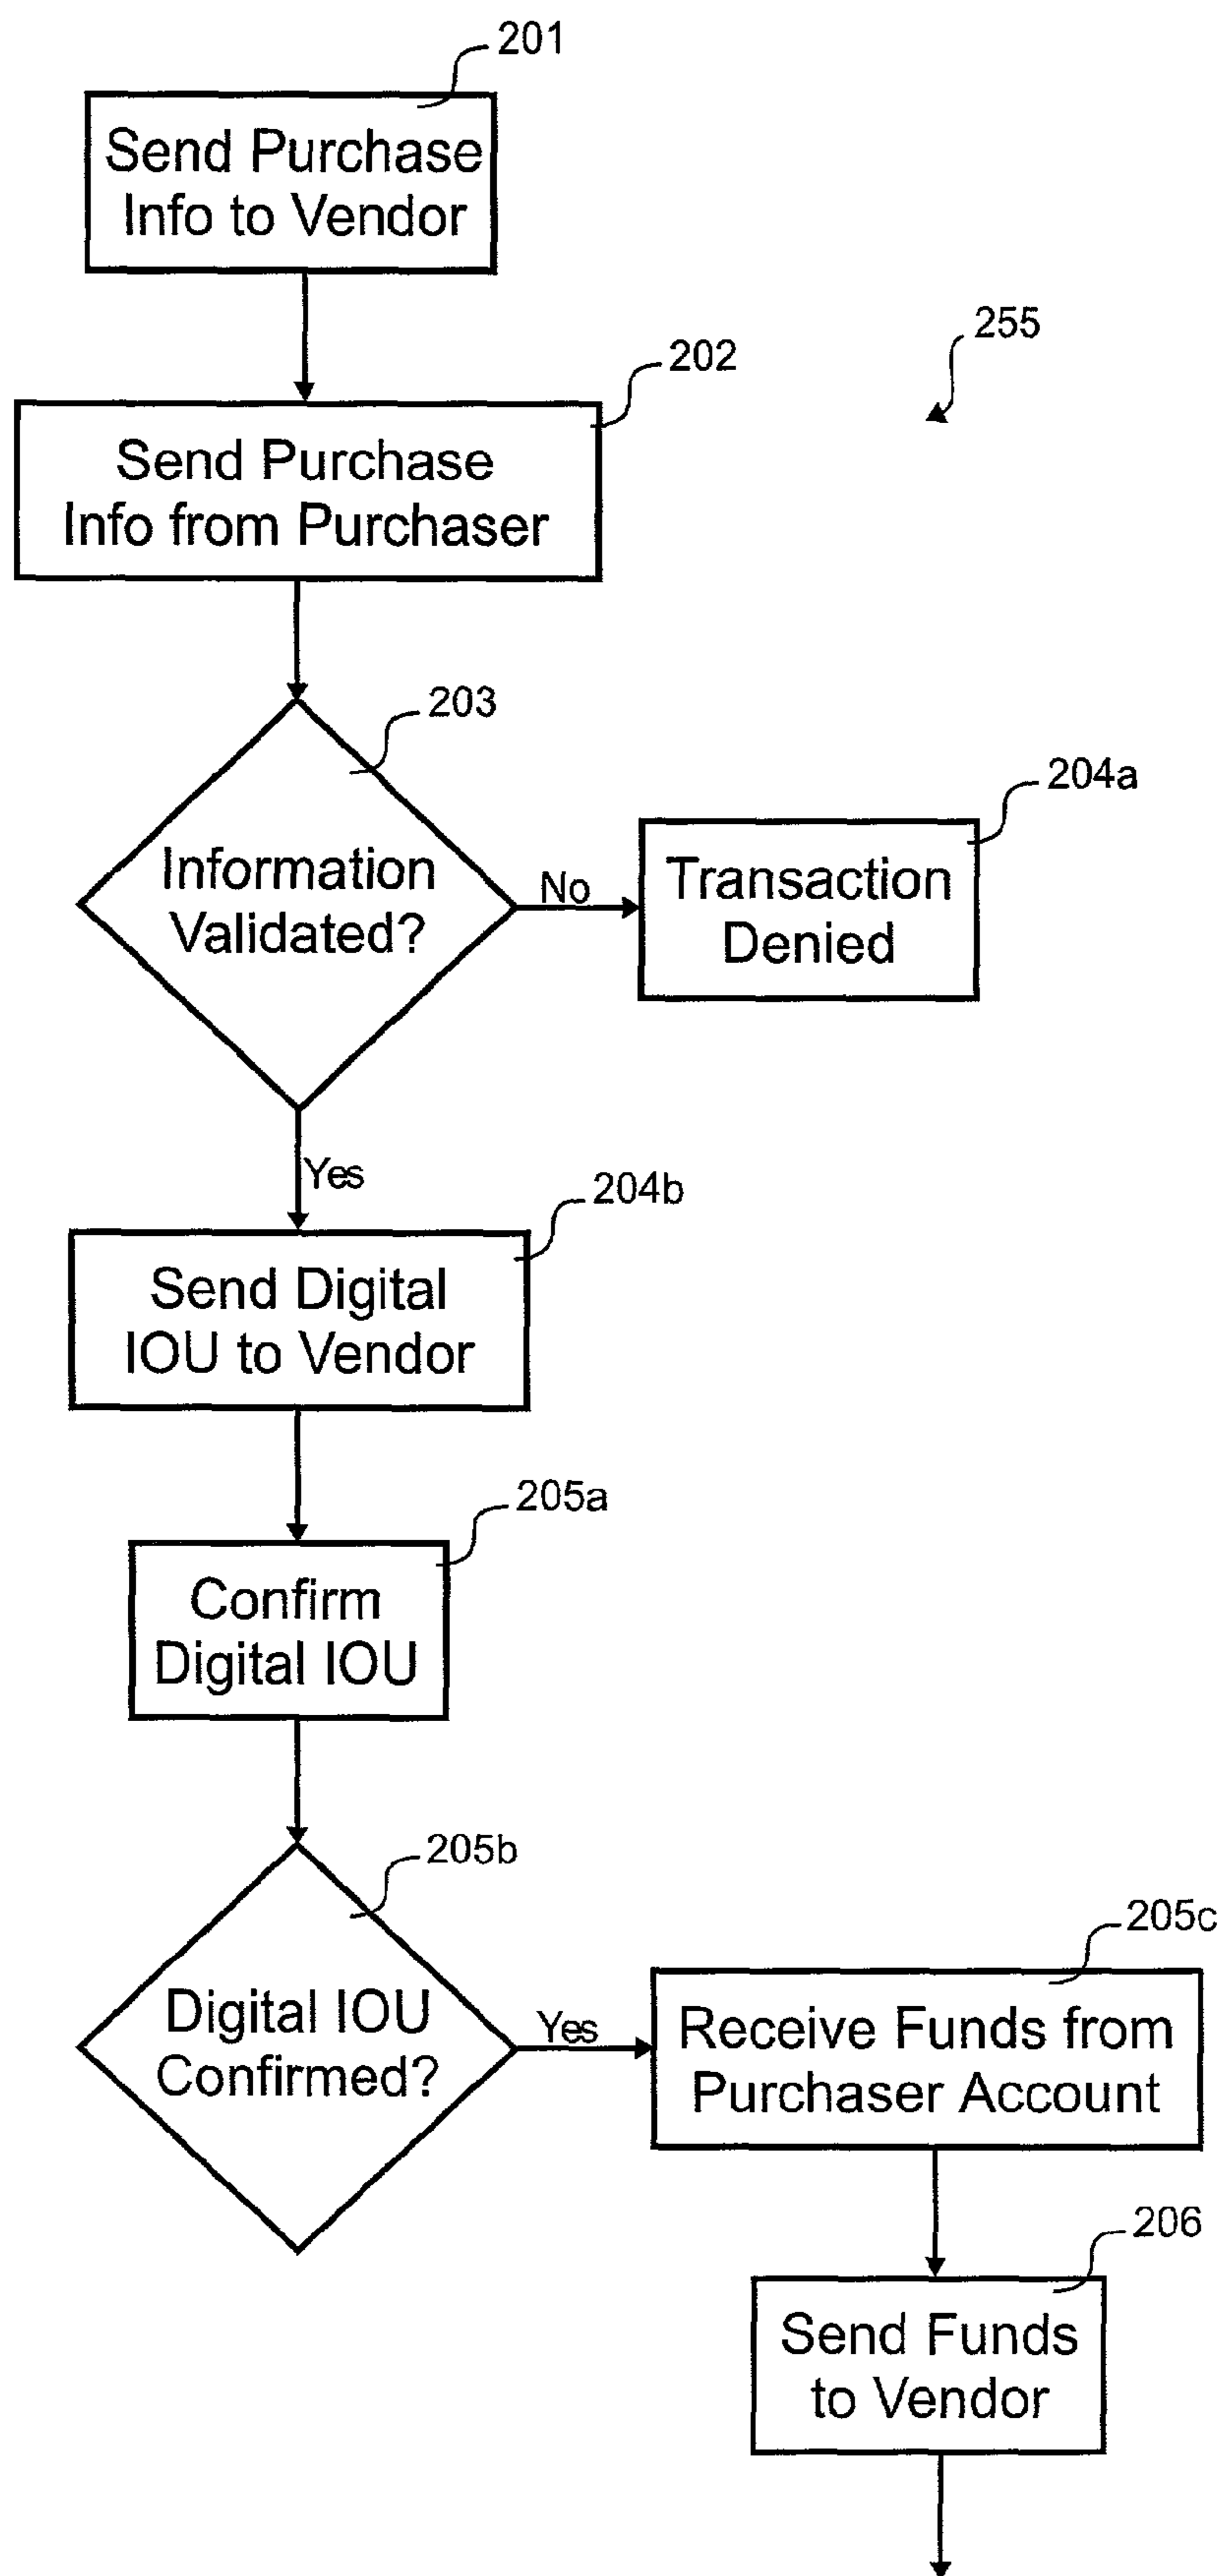 201
Send Purchase
Info to Vendor
255
202
Send Purchase
Info from Purchaser
203
204a
Information
Validated?
No
Transaction
Denied
Yes
204b
Send Digital
IOU to Vendor
205a
Confirm
Digital IOU
205b
205c
Digital IOU
Confirmed?
Yes
Receive Funds from
Purchaser Account
206
Send Funds
to Vendor